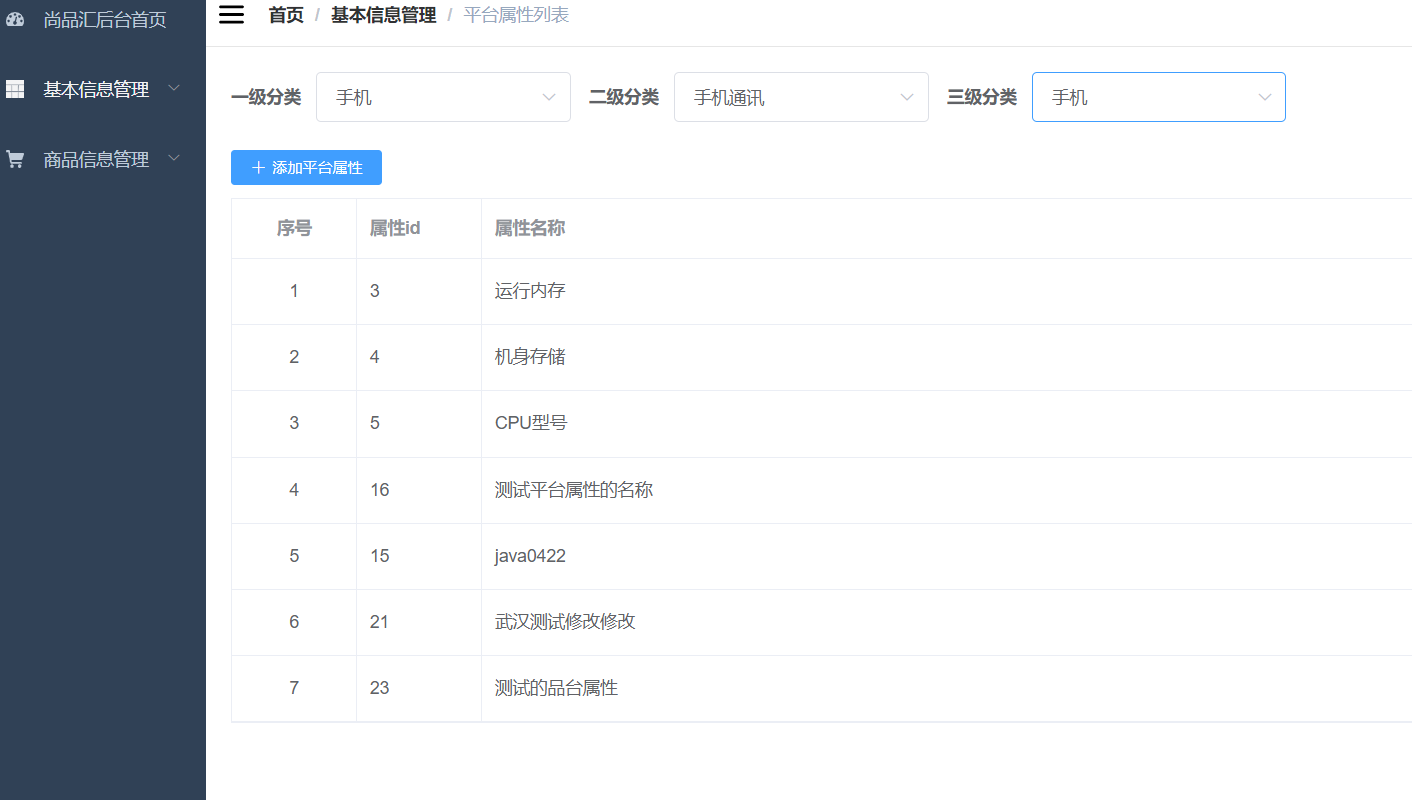 尚品汇后台首页
基本信息管理
商品信息管理
首页 / 基本信息管理 / 平台属性列表
一级分类 手机 二级分类 手机通讯 三级分类 手机
添加平台属性
序号 属性id 属性名称
1 3 运行内存
2 4 机身存储
3 5 CPU型号
4 16 测试平台属性的名称
5 15 java0422
6 21 武汉测试修改修改
7 23 测试的品台属性